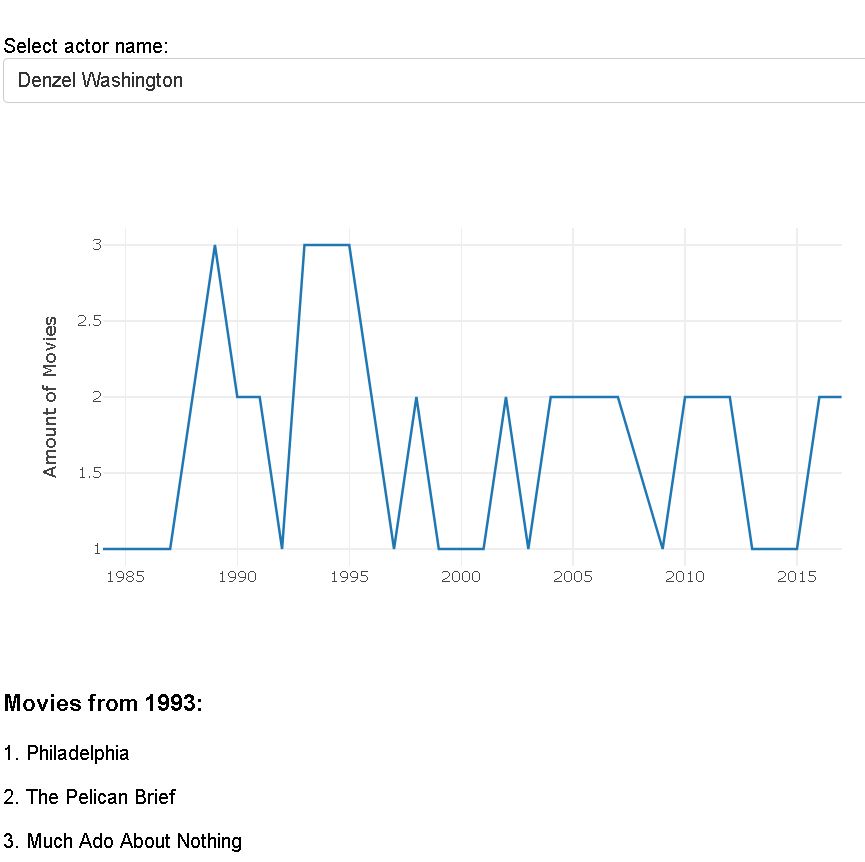 Select actor name:
Denzel Washington
3
2.5
2
1.5
1
Amount of Movies
1985 1990 1995 2000 2005 2010 2015
Movies from 1993:
1. Philadelphia
2. The Pelican Brief
3. Much Ado About Nothing